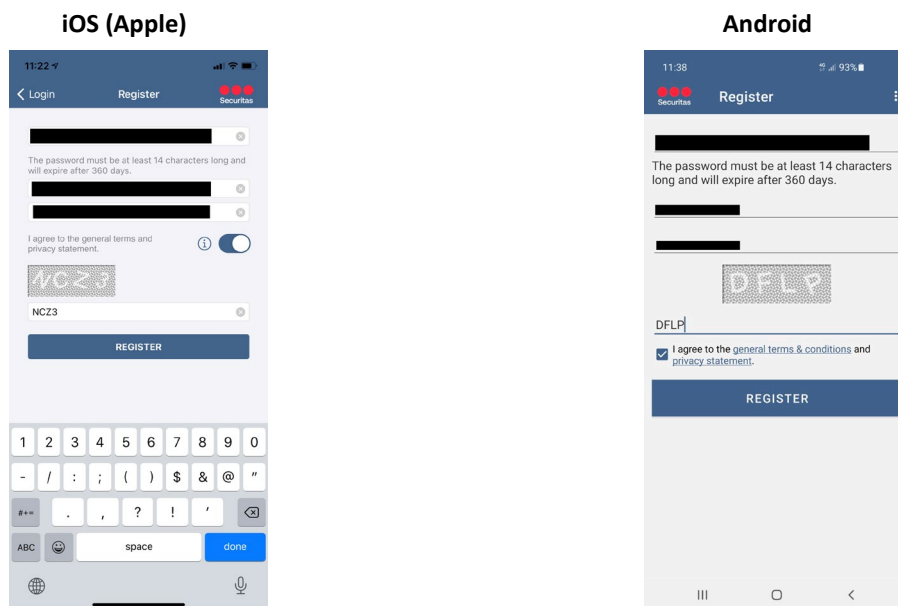 iOS (Apple)
11:22
Login
Register
Securitas
The password must be at least 14 characters long and
will expire after 360 days.
I agree to the general terms and
privacy statement.
NCZ3
NCZ3
REGISTER
1 2 3 4 5 6 7 8 9 0
- / : ; ( ) $ & @ "
#+= . , ? ! '
ABC space done
Android
11:38
4G 93%
Securitas
Register
The password must be at least 14 characters
long and will expire after 360 days.
DFLP
DFLP
I agree to the general terms & conditions and
privacy statement.
REGISTER